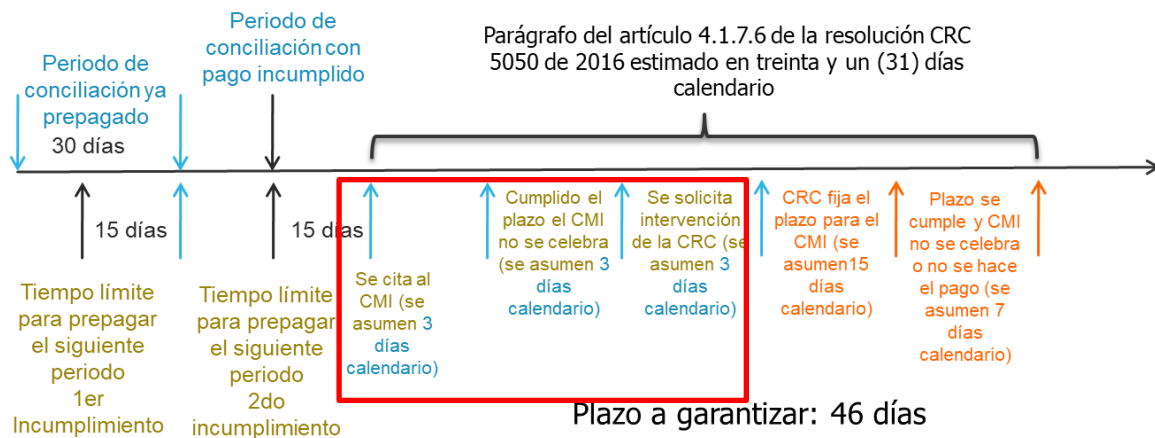 Periodo de
conciliación ya
prepagado
30 días
Periodo de
conciliación con
pago incumplido
Parágrafo del artículo 4.1.7.6 de la resolución CRC
5050 de 2016 estimado en treinta y un (31) días
calendario
15 días
15 días
Tiempo límite
para prepagar
el siguiente
periodo
1er
Incumplimiento
Tiempo límite
para prepagar
el siguiente
periodo
2do
incumplimiento
Se cita al
CMI (se
asumen 3
días
calendario)
Cumplido el
plazo el CMI
no se celebra
(se asumen 3
días
calendario)
Se solicita
intervención
de la CRC (se
asumen 3
días
calendario)
CRC fija el
plazo para el
CMI (se
asumen15
días
calendario)
Plazo se
cumple y CMI
no se celebra
o no se hace
el pago (se
asumen 7
días
calendario)
Plazo a garantizar: 46 días